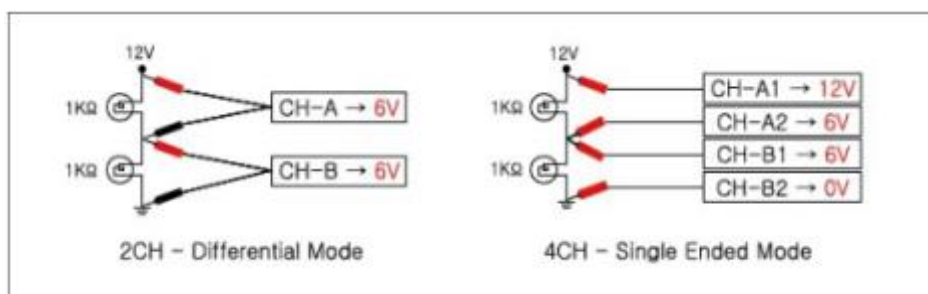 12V
1KΩ
CH-A → 6V
1KΩ
CH-B → 6V
2CH - Differential Mode
12V
1KΩ
CH-A1 → 12V
CH-A2 → 6V
1KΩ
CH-B1 → 6V
CH-B2 → 0V
4CH - Single Ended Mode